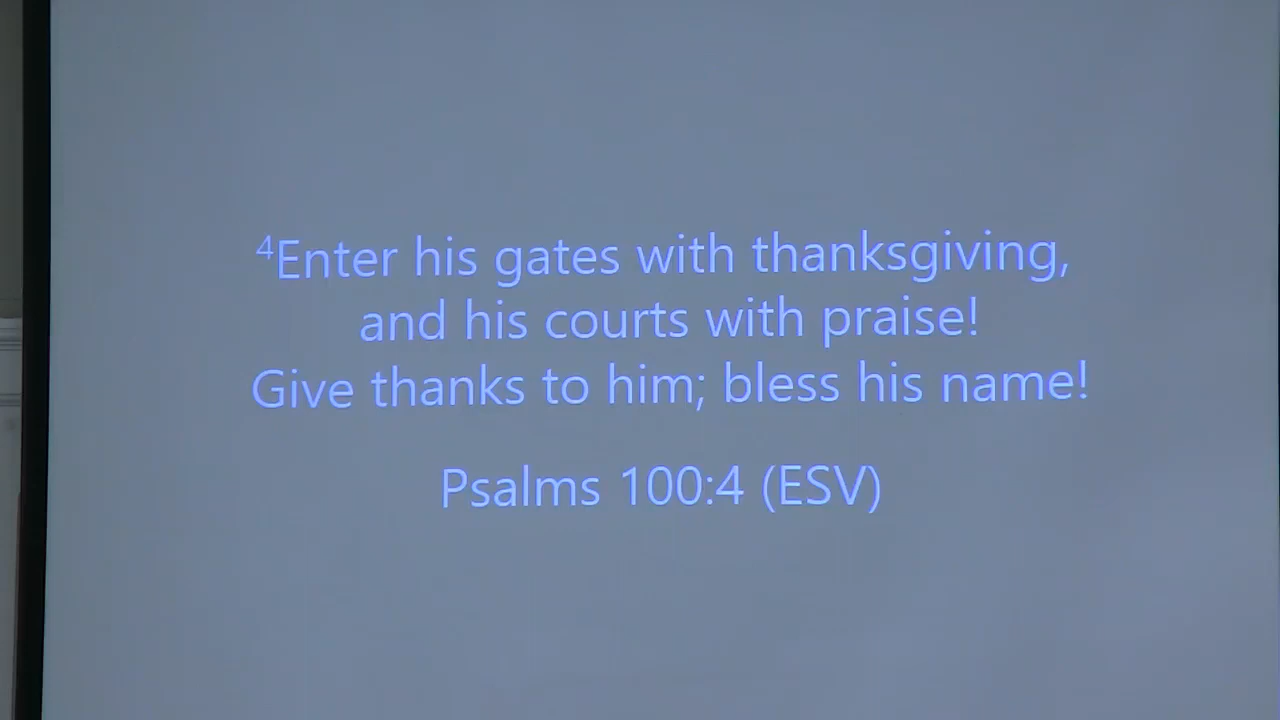 ⁴Enter his gates with thanksgiving,
and his courts with praise!
Give thanks to him; bless his name!
Psalms 100:4 (ESV)